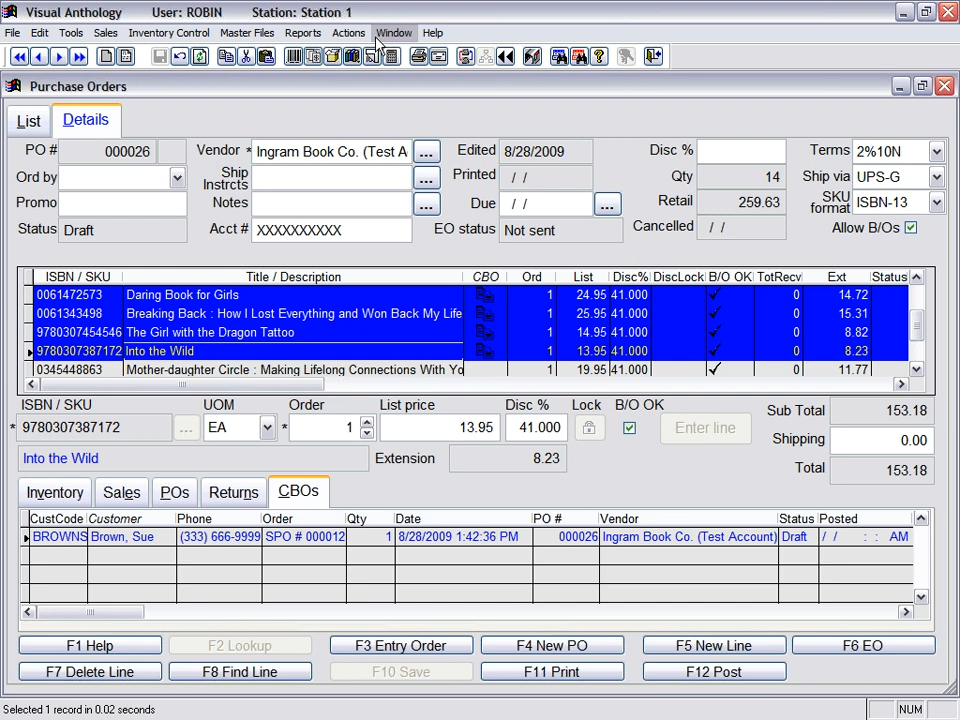 Visual Anthology User: ROBIN Station: Station 1
File Edit Tools Sales Inventory Control Master Files Reports Actions Window Help
Purchase Orders
List Details
PO # 000026 Vendor * Ingram Book Co. (Test A ... Edited 8/28/2009 Disc % Terms 2%10N
Ord by Ship Instrcts ... Printed / / Qty 14 Ship via UPS-G
Promo Notes ... Due / / ... Retail 259.63 SKU format ISBN-13
Status Draft Acct # XXXXXXXXXX EO status Not sent Cancelled / / Allow B/Os
ISBN / SKU Title / Description CBO Ord List Disc% DiscLock B/O OK TotRecv Ext Status
0061472573 Daring Book for Girls 1 24.95 41.000 0 14.72
0061343498 Breaking Back : How I Lost Everything and Won Back My Life 1 25.95 41.000 0 15.31
9780307454546 The Girl with the Dragon Tattoo 1 14.95 41.000 0 8.82
9780307387172 Into the Wild 1 13.95 41.000 0 8.23
0345448863 Mother-daughter Circle : Making Lifelong Connections With Yo 1 19.95 41.000 0 11.77
ISBN / SKU UOM Order List price Disc % Lock B/O OK Sub Total 153.18
* 9780307387172 ... EA * 1 13.95 41.000 Enter line Shipping 0.00
Into the Wild Extension 8.23 Total 153.18
Inventory Sales POs Returns CBOs
CustCode Customer Phone Order Qty Date PO # Vendor Status Posted
BROWNS Brown, Sue (333) 666-9999 SPO # 000012 1 8/28/2009 1:42:36 PM 000026 Ingram Book Co. (Test Account) Draft / / : : AM
F1 Help F2 Lookup F3 Entry Order F4 New PO F5 New Line F6 EO
F7 Delete Line F8 Find Line F10 Save F11 Print F12 Post
Selected 1 record in 0.02 seconds NUM